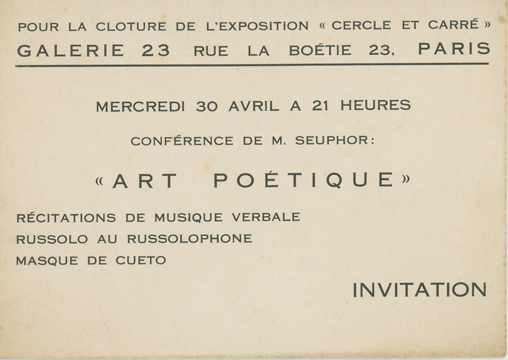 POUR LA CLOTURE DE L'EXPOSITION « CERCLE ET CARRÉ »
GALERIE 23 RUE LA BOÉTIE 23, PARIS
MERCREDI 30 AVRIL A 21 HEURES
CONFÉRENCE DE M. SEUPHOR:
« ART POÉTIQUE »
RÉCITATIONS DE MUSIQUE VERBALE
RUSSOLO AU RUSSOLOPHONE
MASQUE DE CUETO
INVITATION